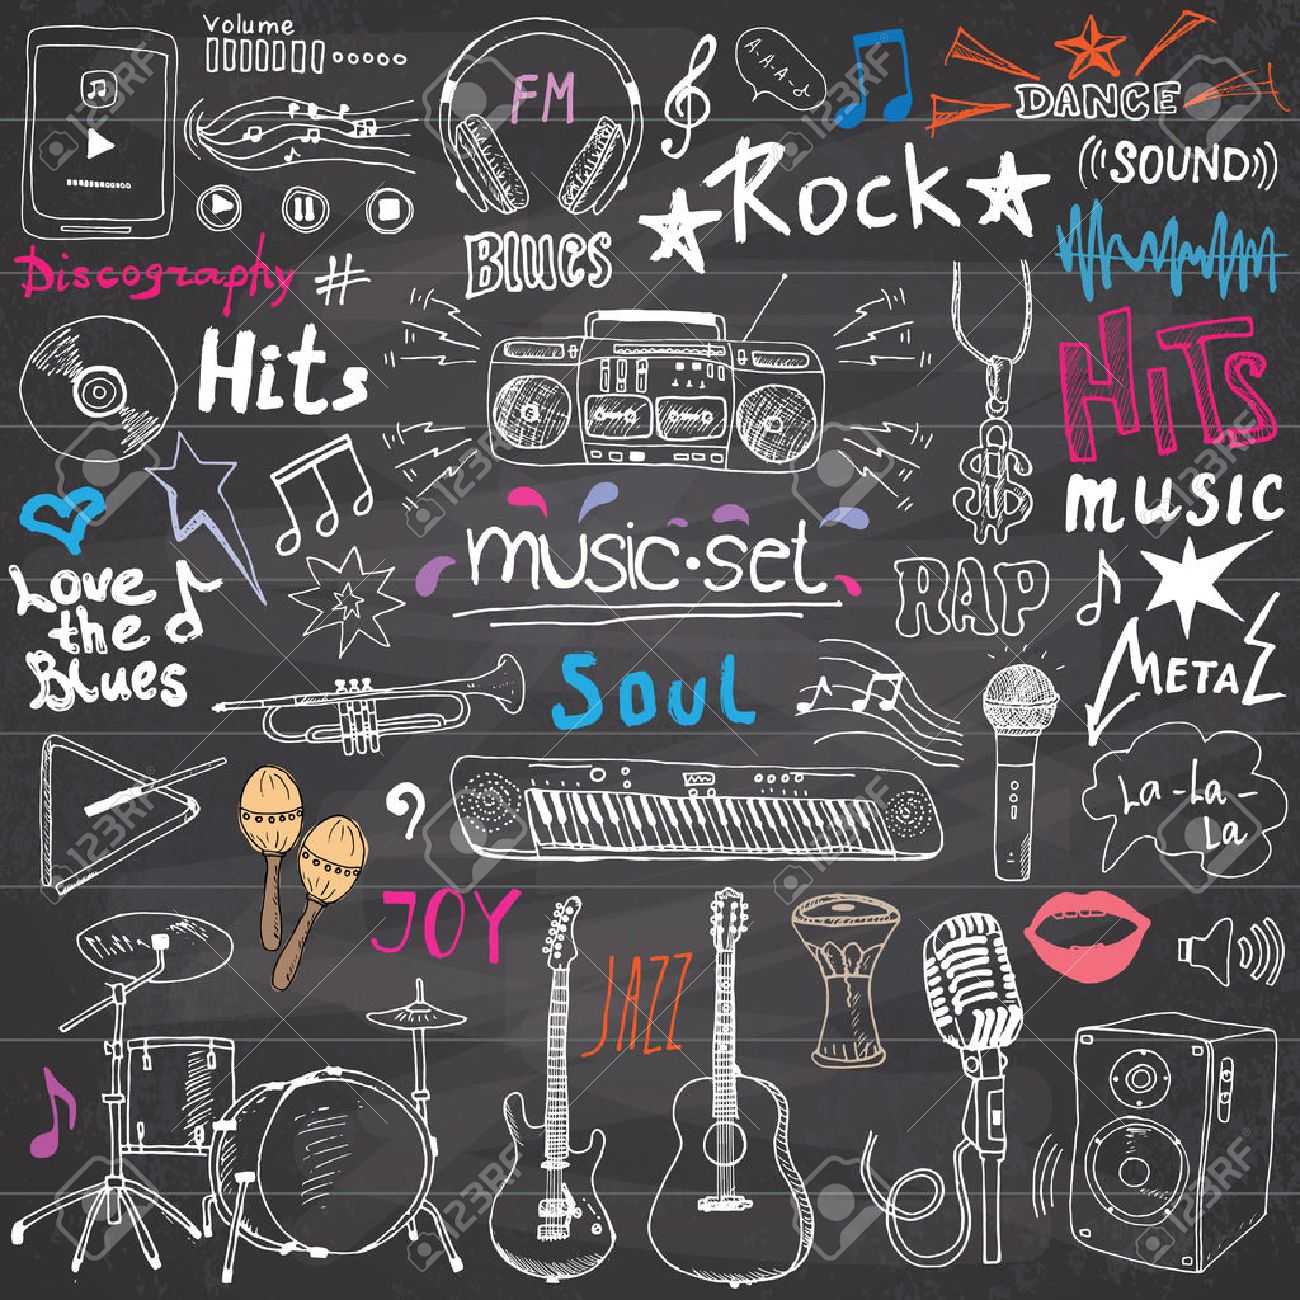 Volume
FM
A-A-A-a
DANCE
SOUND
ROCK
BLUES
Discography #
Hits
HITS
MUSIC
music·set
RAP
Love
the
Blues
METAL
SOUL
La-La-
La
JOY
JAZZ
123RF